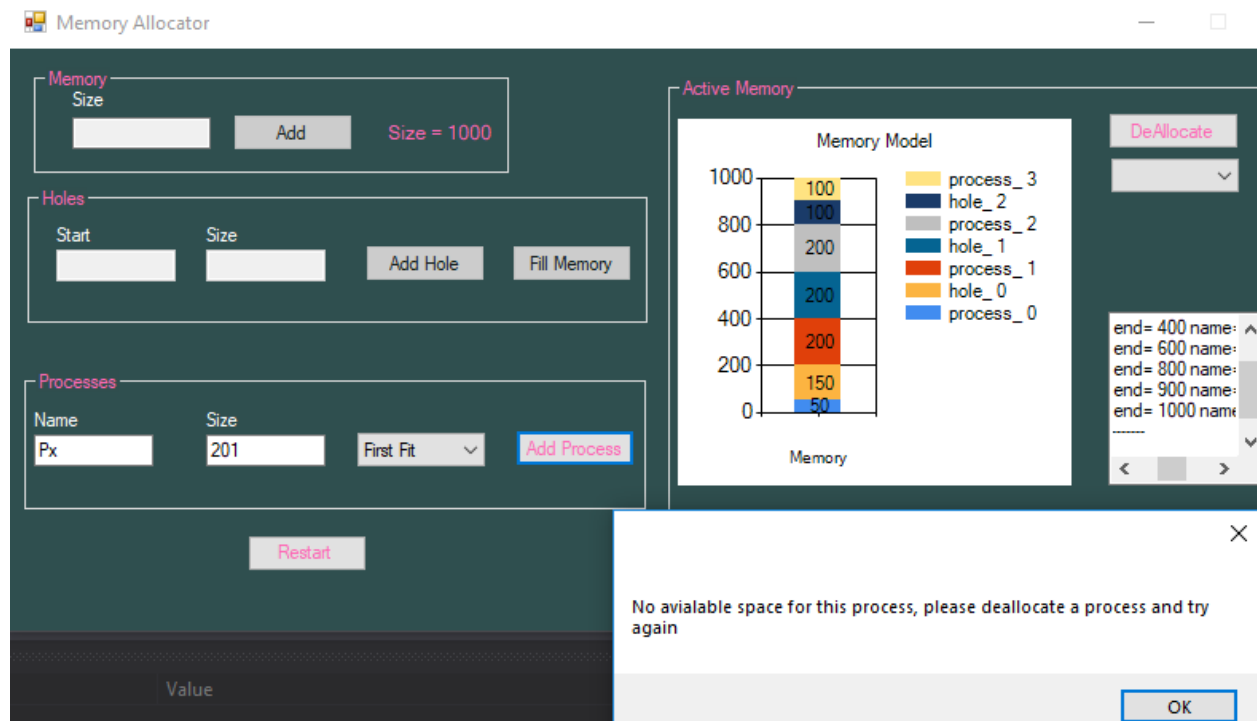 Memory Allocator
Memory
Size
Add
Size = 1000
Holes
Start
Size
Add Hole
Fill Memory
Processes
Name
Size
Px
201
First Fit
Add Process
Restart
Active Memory
Memory Model
1000
800
600
400
200
0
100
100
200
200
200
150
50
Memory
process_ 3
hole_ 2
process_ 2
hole_ 1
process_ 1
hole_ 0
process_ 0
DeAllocate
end= 400 name=
end= 600 name=
end= 800 name=
end= 900 name=
end= 1000 name
-------
No avialable space for this process, please deallocate a process and try
again
OK
Value